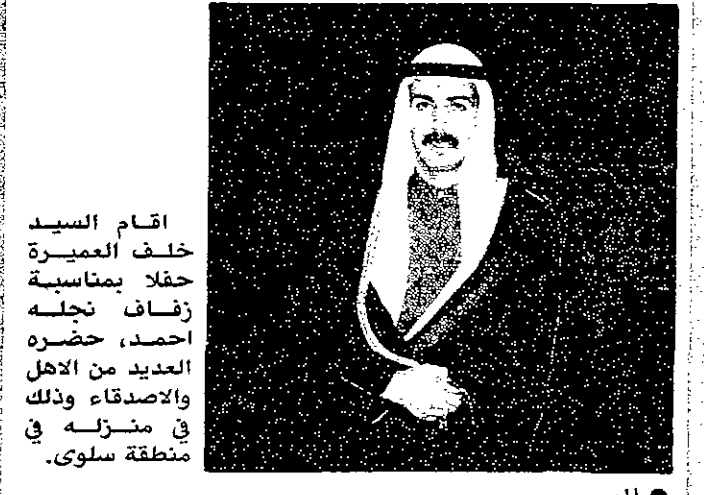 اقام السيد
خلف العميرة
حفلا بمناسبة
زفاف نجله
احمد، حضره
العديد من الاهل
والاصدقاء وذلك
في منزله في
منطقة سلوى.